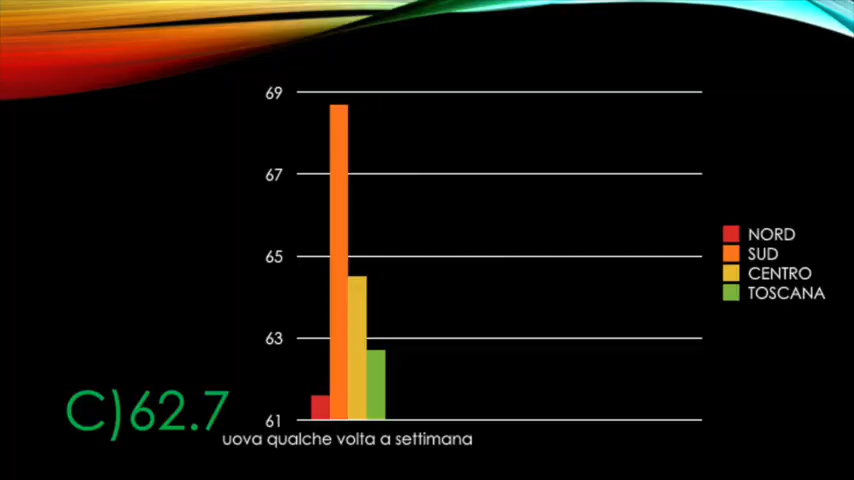 69
67
65
63
61
NORD
SUD
CENTRO
TOSCANA
C)62.7
uova qualche volta a settimana